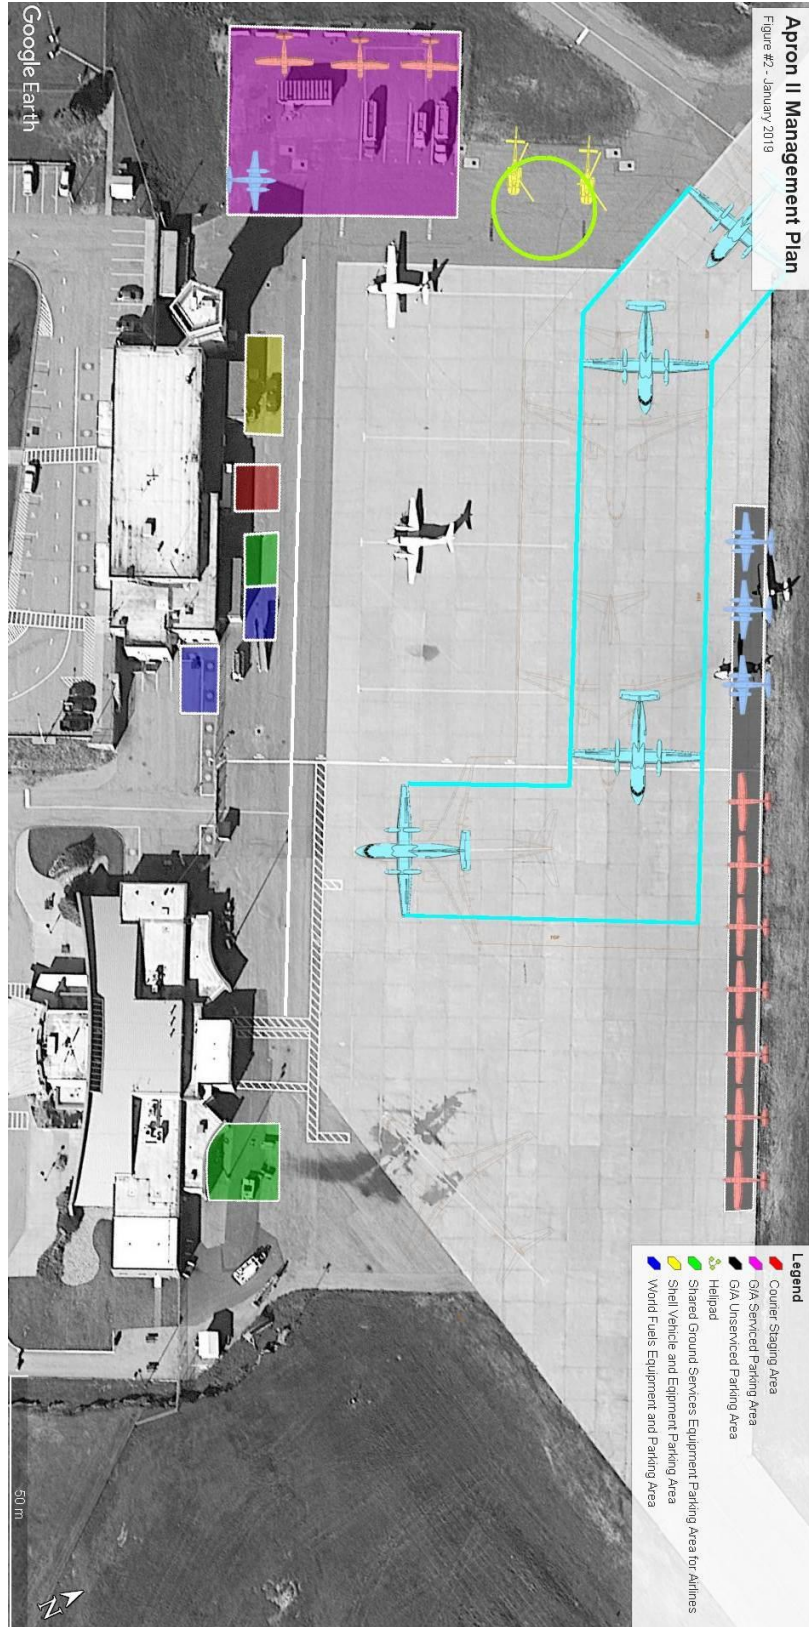 Apron II Management Plan
Figure #2 - January 2019
Legend
Courier Staging Area
G/A Serviced Parking Area
G/A Unserviced Parking Area
Helipad
Shared Ground Services Equipment Parking Area for Airlines
Shell Vehicle and Eqipment Parking Area
World Fuels Equipment and Parking Area
Google Earth
50 m
N